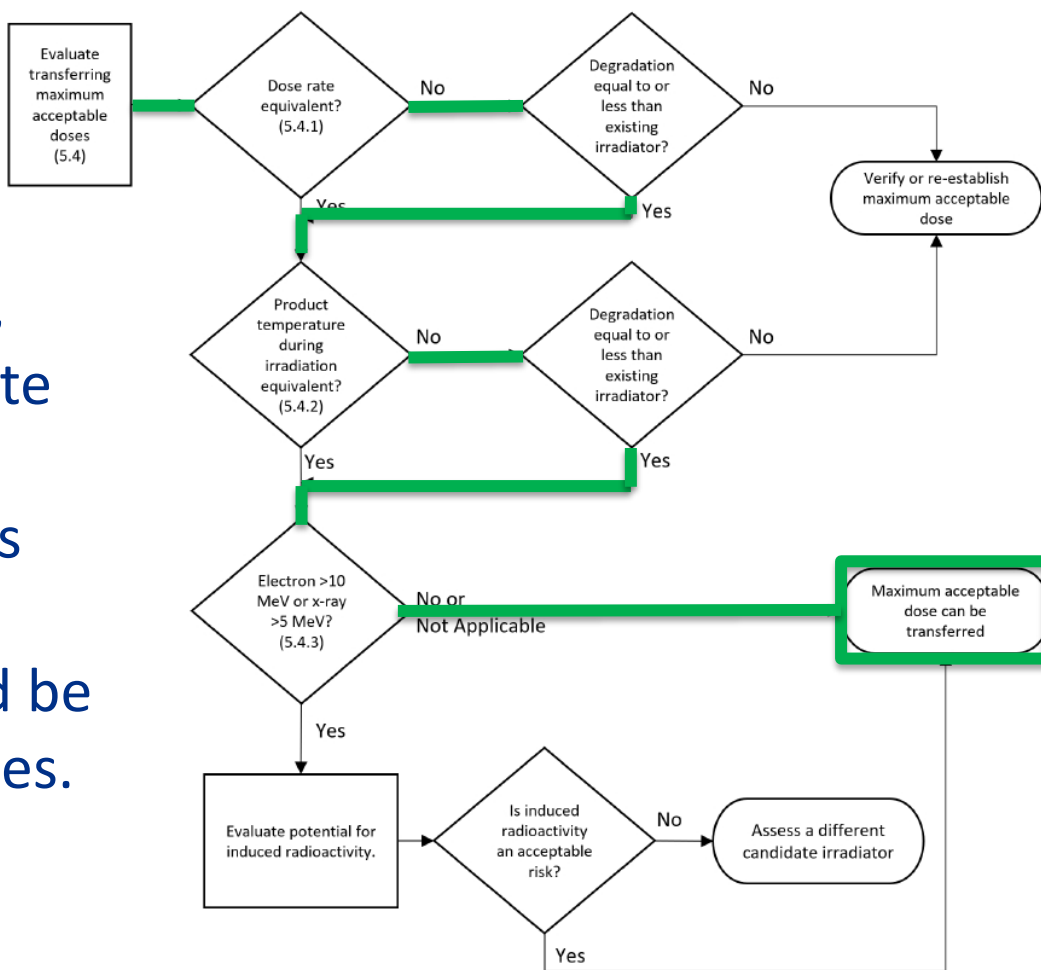 Evaluate
transferring
maximum
acceptable
doses
(5.4)
Dose rate
equivalent?
(5.4.1)
No
Degradation
equal to or
less than
existing
irradiator?
No
Verify or re-establish
maximum acceptable
dose
Yes
Yes
te
Product
temperature
during
irradiation
equivalent?
(5.4.2)
No
Degradation
equal to or
less than
existing
irradiator?
No
Yes
Yes
s
Electron >10
MeV or x-ray
>5 MeV?
(5.4.3)
No or
Not Applicable
Maximum acceptable
dose can be
transferred
d be
es.
Yes
Evaluate potential for
induced radioactivity.
Is induced
radioactivity
an acceptable
risk?
No
Assess a different
candidate irradiator
Yes